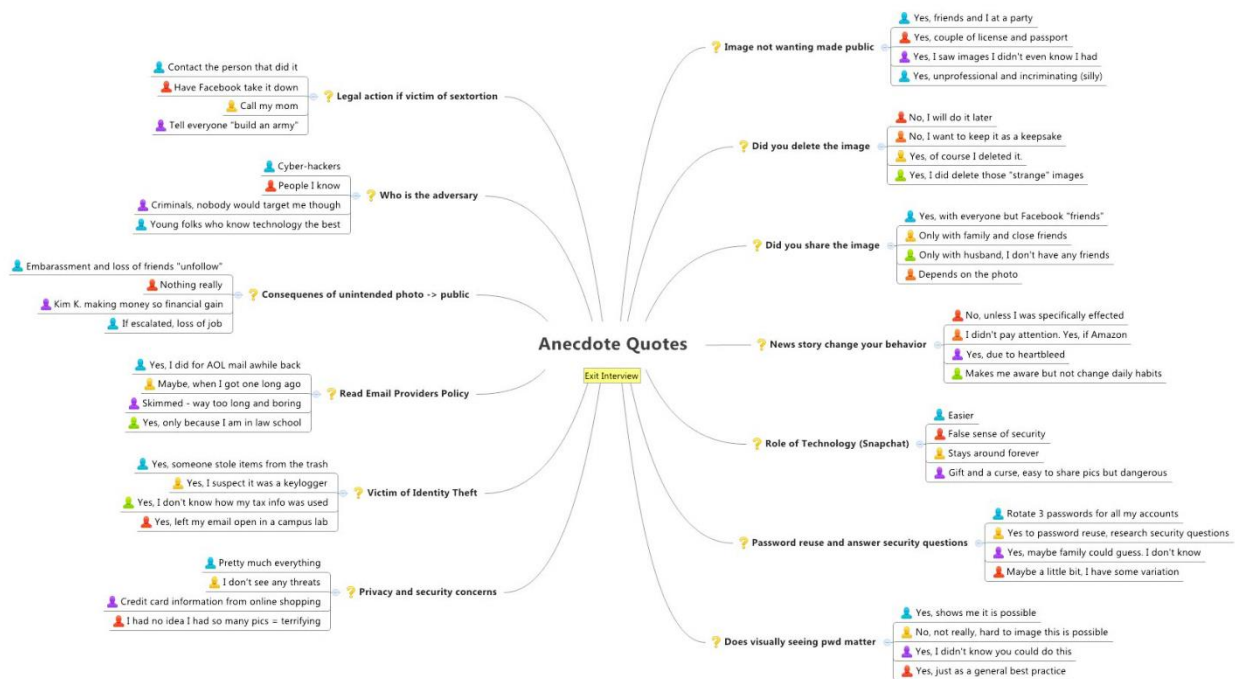 Anecdote Quotes
Exit Interview
Legal action if victim of sextortion
Contact the person that did it
Have Facebook take it down
Call my mom
Tell everyone "build an army"
Who is the adversary
Cyber-hackers
People I know
Criminals, nobody would target me though
Young folks who know technology the best
Consequenes of unintended photo -> public
Embarassment and loss of friends "unfollow"
Nothing really
Kim K. making money so financial gain
If escalated, loss of job
Read Email Providers Policy
Yes, I did for AOL mail awhile back
Maybe, when I got one long ago
Skimmed - way too long and boring
Yes, only because I am in law school
Victim of Identity Theft
Yes, someone stole items from the trash
Yes, I suspect it was a keylogger
Yes, I don't know how my tax info was used
Yes, left my email open in a campus lab
Privacy and security concerns
Pretty much everything
I don't see any threats
Credit card information from online shopping
I had no idea I had so many pics = terrifying
Image not wanting made public
Yes, friends and I at a party
Yes, couple of license and passport
Yes, I saw images I didn't even know I had
Yes, unprofessional and incriminating (silly)
Did you delete the image
No, I will do it later
No, I want to keep it as a keepsake
Yes, of course I deleted it.
Yes, I did delete those "strange" images
Did you share the image
Yes, with everyone but Facebook "friends"
Only with family and close friends
Only with husband, I don't have any friends
Depends on the photo
News story change your behavior
No, unless I was specifically effected
I didn't pay attention. Yes, if Amazon
Yes, due to heartbleed
Makes me aware but not change daily habits
Role of Technology (Snapchat)
Easier
False sense of security
Stays around forever
Gift and a curse, easy to share pics but dangerous
Password reuse and answer security questions
Rotate 3 passwords for all my accounts
Yes to password reuse, research security questions
Yes, maybe family could guess. I don't know
Maybe a little bit, I have some variation
Does visually seeing pwd matter
Yes, shows me it is possible
No, not really, hard to image this is possible
Yes, I didn't know you could do this
Yes, just as a general best practice